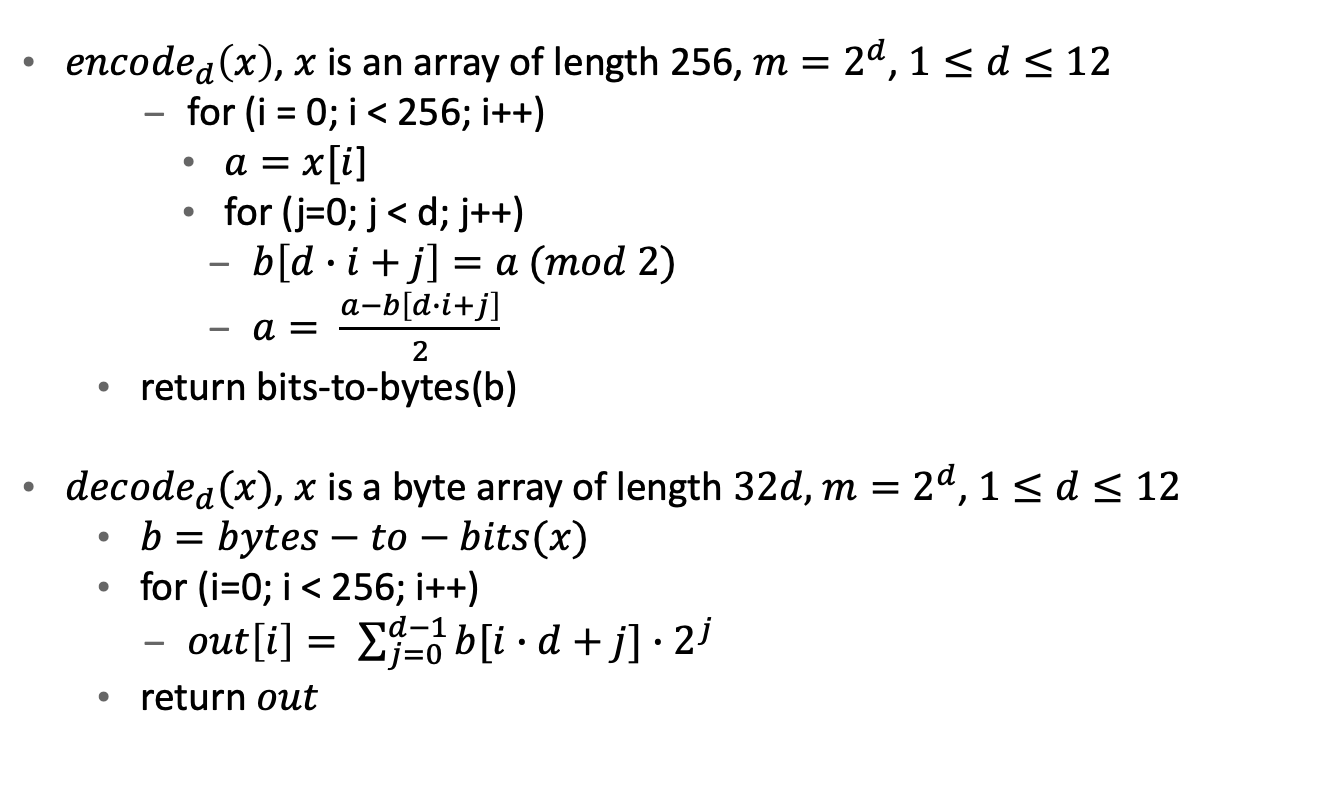 • encode_d(x), x is an array of length 256, m = 2^d, 1 ≤ d ≤ 12
– for (i = 0; i < 256; i++)
• a = x[i]
• for (j=0; j < d; j++)
– b[d · i + j] = a (mod 2)
– a = \frac{a−b[d·i+j]}{2}
• return bits-to-bytes(b)
• decode_d(x), x is a byte array of length 32d, m = 2^d, 1 ≤ d ≤ 12
• b = bytes − to − bits(x)
• for (i=0; i < 256; i++)
– out[i] = ∑_{j=0}^{d−1} b[i · d + j] · 2^j
• return out